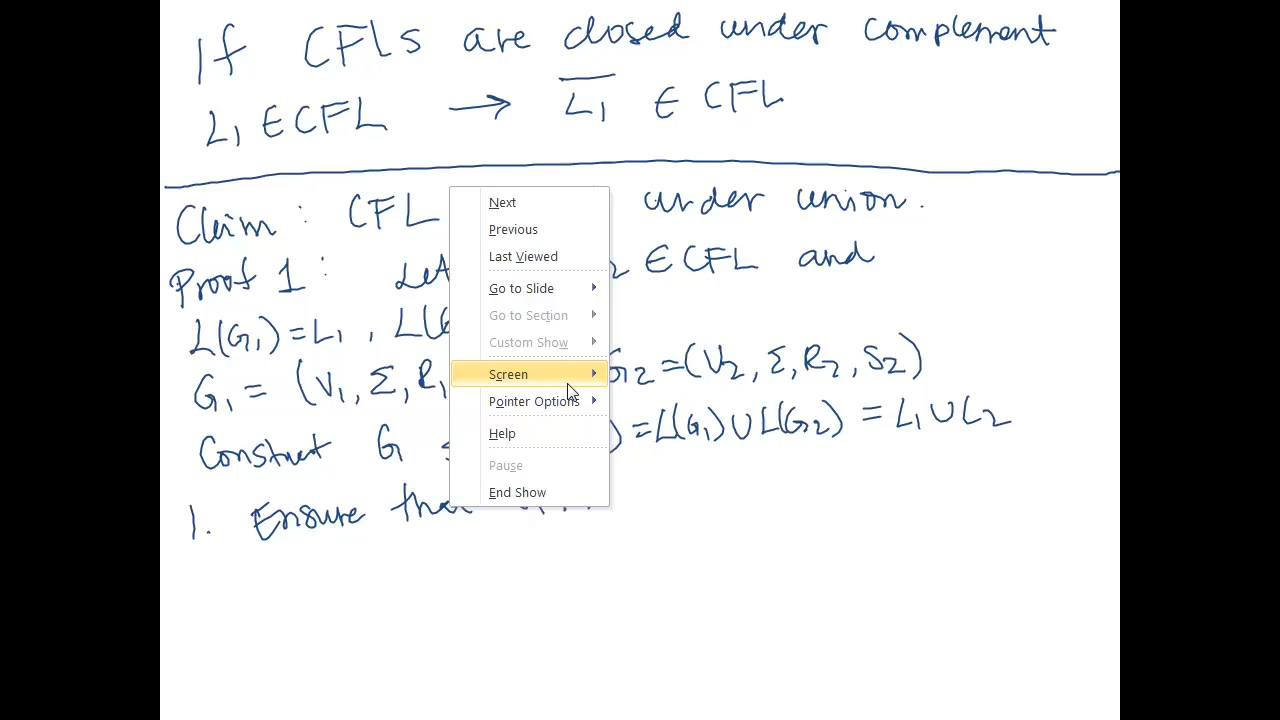 If CFLs are closed under complement
L₁ ∈ CFL → L̅₁ ∈ CFL
Claim : CFL under union.
Proof 1 : Let 2 ∈ CFL and
L(G₁) = L₁ , L(G
G₁ = (V₁, Σ, R₁ G₂ = (V₂, Σ, R₂, S₂)
Construct G ) = L(G₁) ∪ L(G₂) = L₁ ∪ L₂
1. Ensure that
Next
Previous
Last Viewed
Go to Slide
Go to Section
Custom Show
Screen
Pointer Options
Help
Pause
End Show